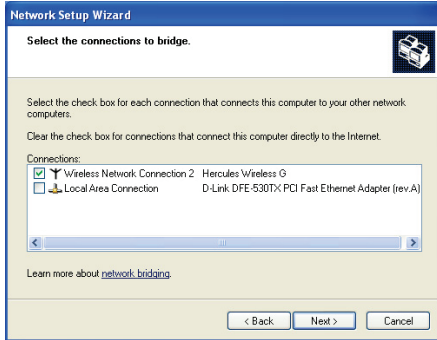 Network Setup Wizard
Select the connections to bridge.
Select the check box for each connection that connects this computer to your other network
computers.
Clear the check box for connections that connect this computer directly to the Internet.
Connections:
Wireless Network Connection 2 Hercules Wireless G
Local Area Connection D-Link DFE-530TX PCI Fast Ethernet Adapter (rev.A)
Learn more about network bridging.
< Back Next > Cancel